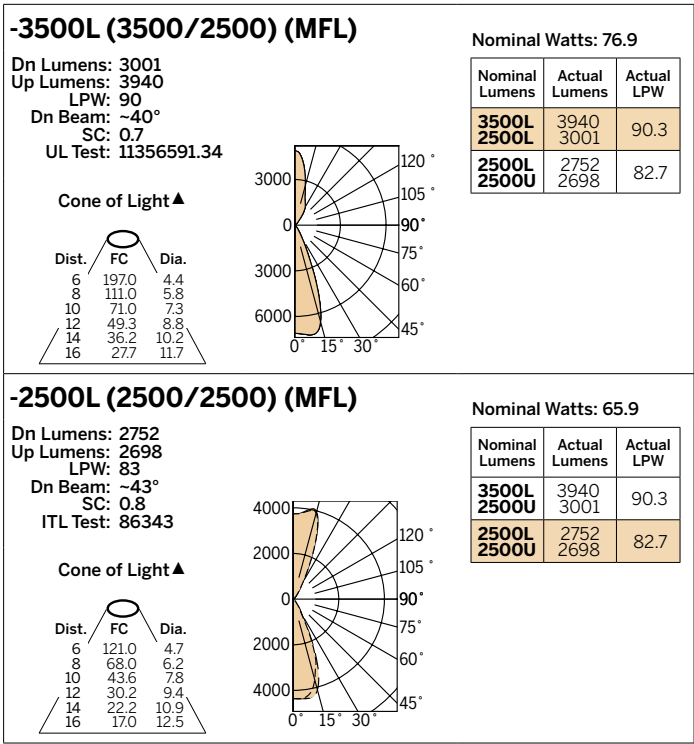 -3500L (3500/2500) (MFL)
Nominal Watts: 76.9
Dn Lumens: 3001
Up Lumens: 3940
LPW: 90
Dn Beam: ~40°
SC: 0.7
UL Test: 11356591.34
Nominal Lumens Actual Lumens Actual LPW
3500L 3940 90.3
2500L 3001
2500L 2752 82.7
2500U 2698
Cone of Light▲
Dist. FC Dia.
6 197.0 4.4
8 111.0 5.8
10 71.0 7.3
12 49.3 8.8
14 36.2 10.2
16 27.7 11.7
3000
0
3000
6000
120°
105°
90°
75°
60°
45°
0° 15° 30°
-2500L (2500/2500) (MFL)
Nominal Watts: 65.9
Dn Lumens: 2752
Up Lumens: 2698
LPW: 83
Dn Beam: ~43°
SC: 0.8
ITL Test: 86343
Nominal Lumens Actual Lumens Actual LPW
3500L 3940 90.3
2500U 3001
2500L 2752 82.7
2500U 2698
Cone of Light▲
Dist. FC Dia.
6 121.0 4.7
8 68.0 6.2
10 43.6 7.8
12 30.2 9.4
14 22.2 10.9
16 17.0 12.5
4000
2000
0
2000
4000
120°
105°
90°
75°
60°
45°
0° 15° 30°